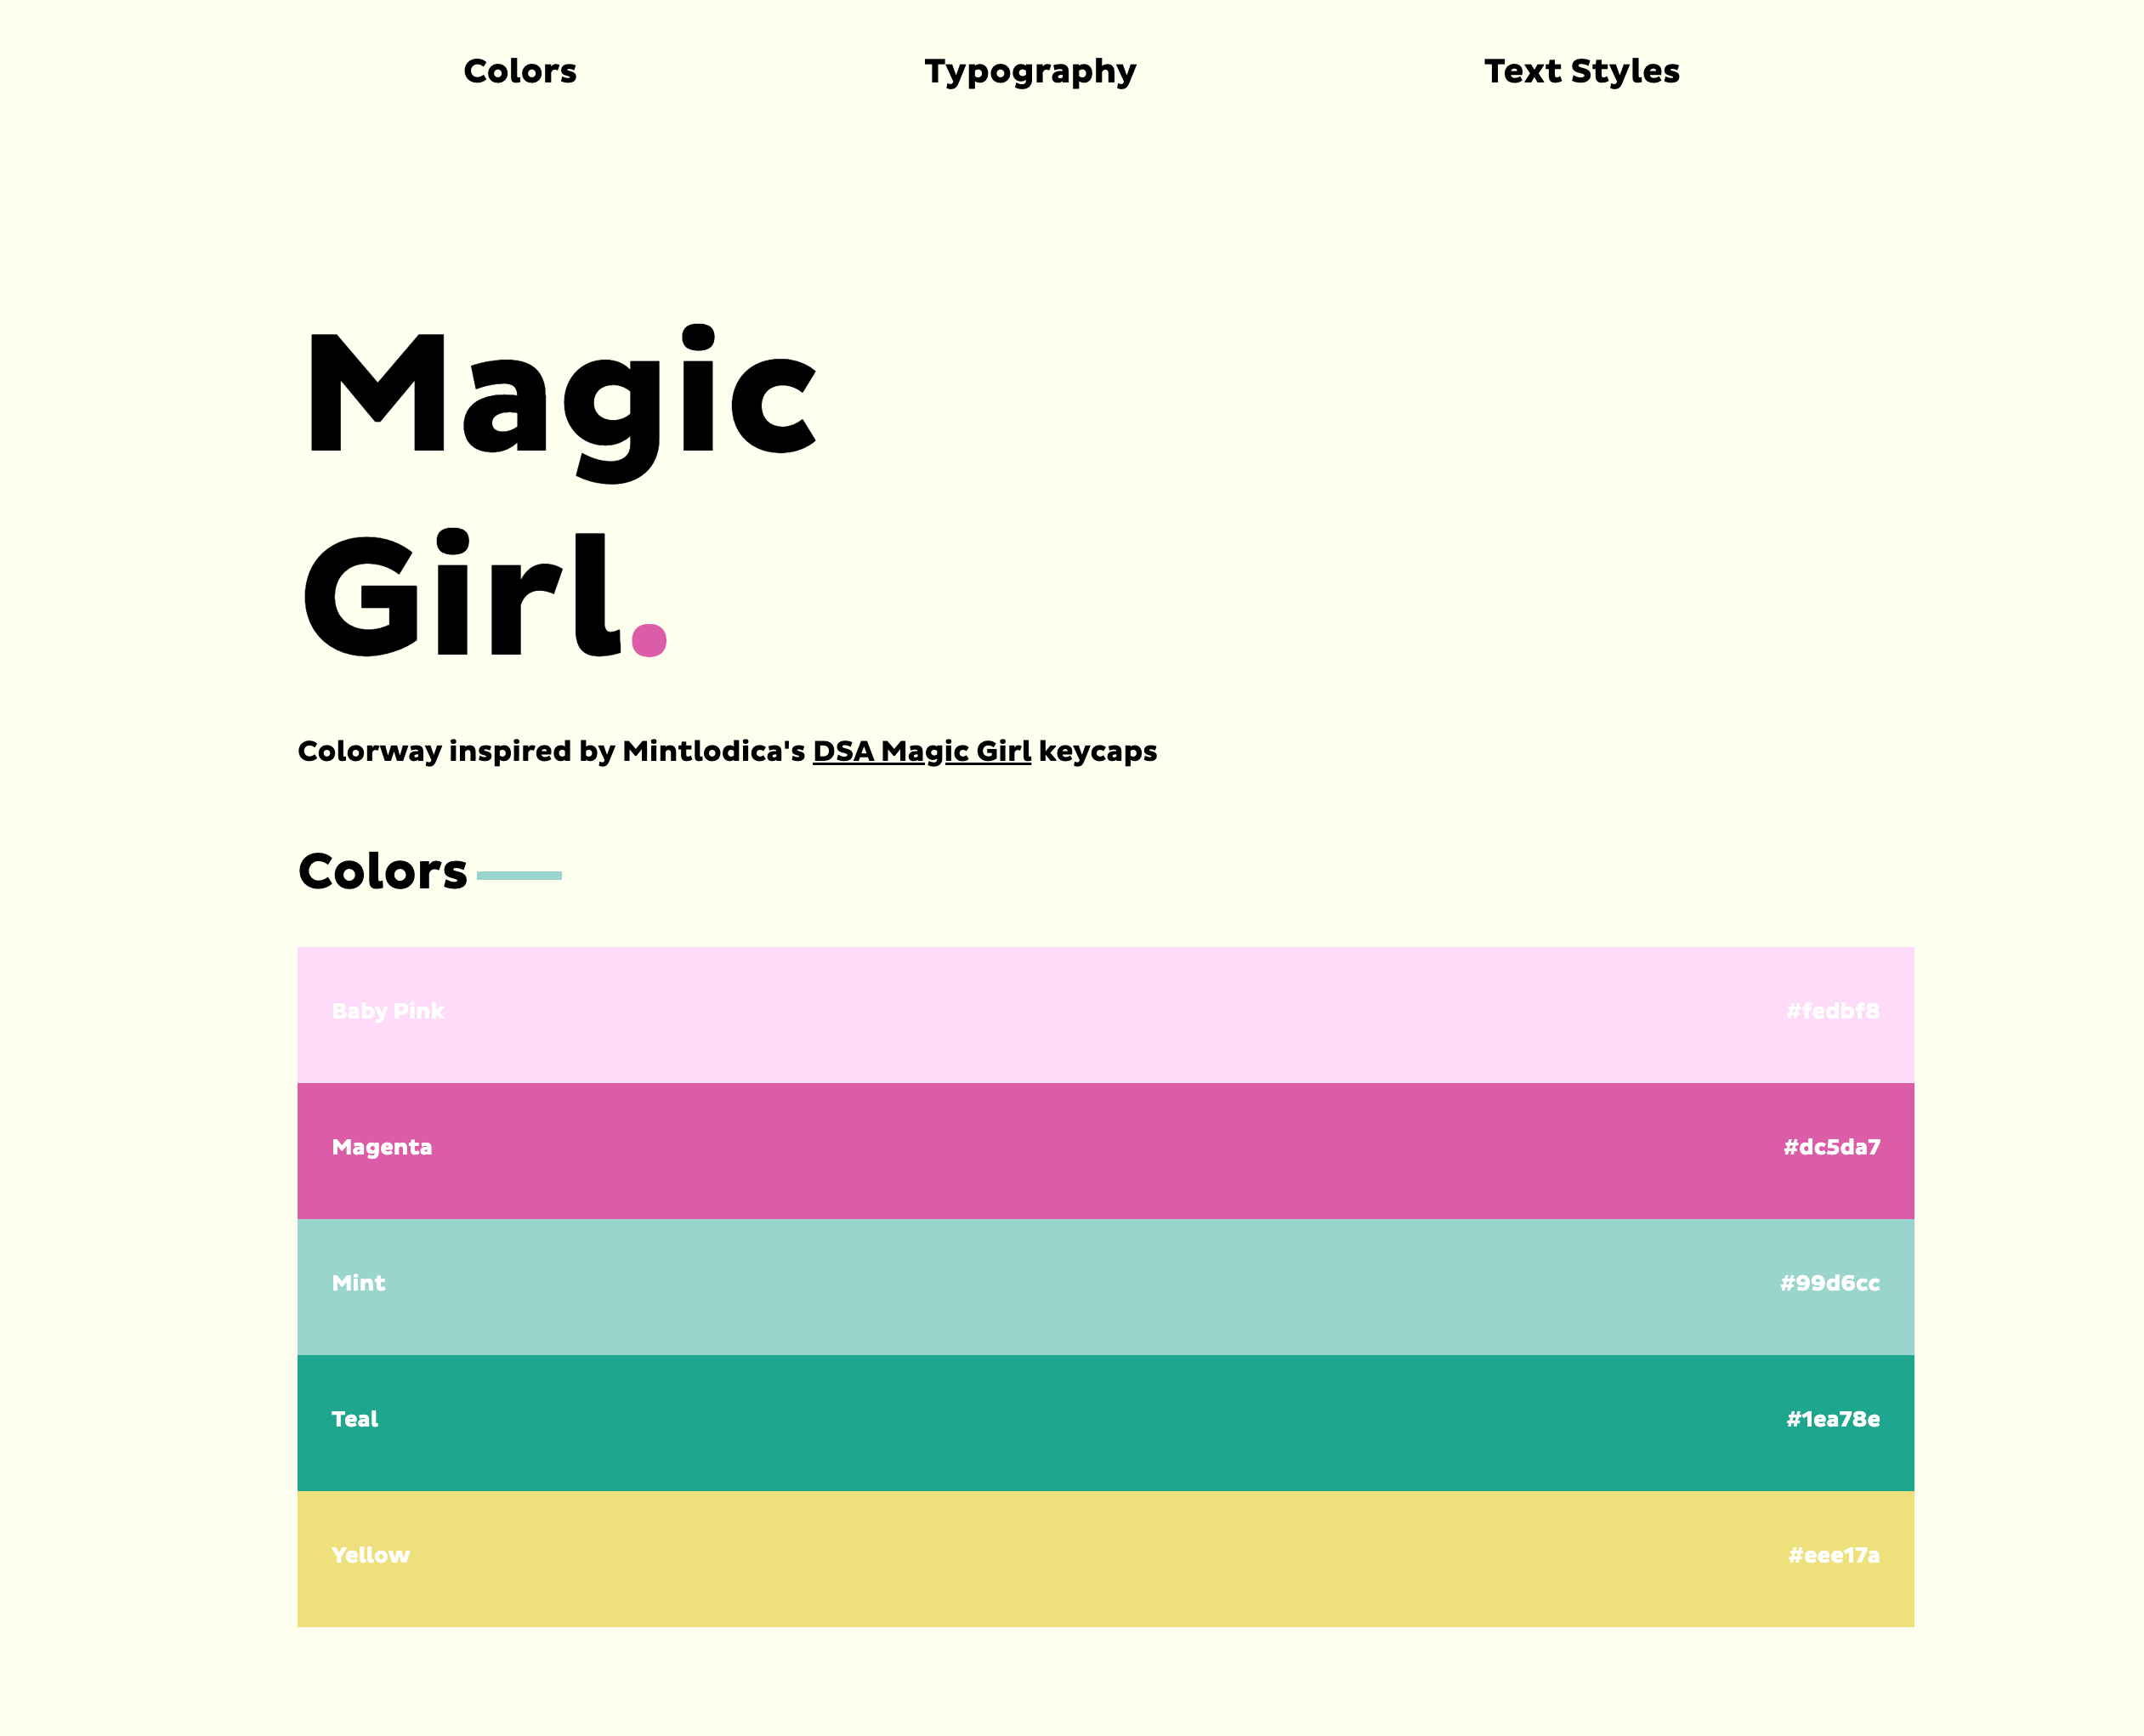 Colors Typography Text Styles
Magic
Girl.
Colorway inspired by Mintlodica's DSA Magic Girl keycaps
Colors
Baby Pink #fedbf8
Magenta #dc5da7
Mint #99d6cc
Teal #1ea78e
Yellow #eee17a